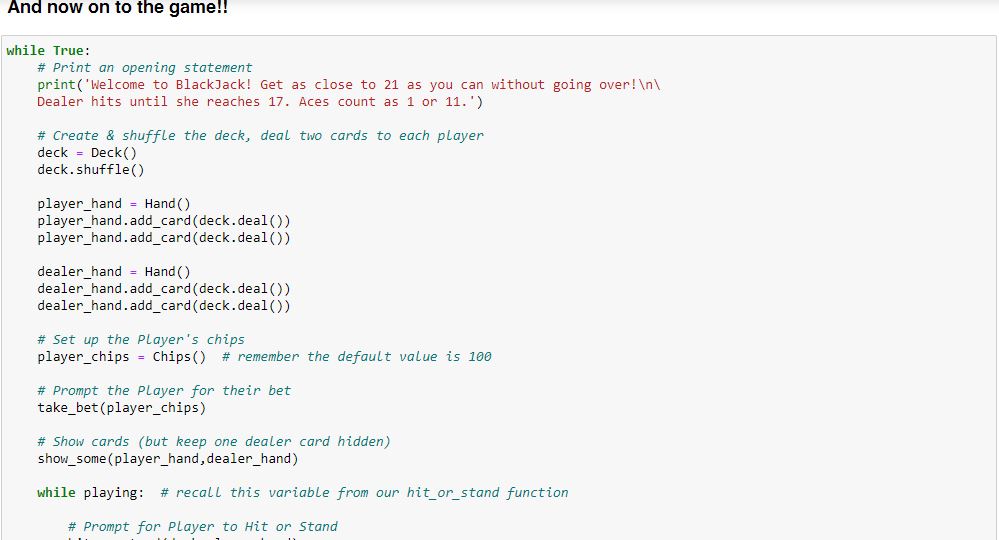 And now on to the game!!
while True:
# Print an opening statement
print('Welcome to BlackJack! Get as close to 21 as you can without going over!\n\
Dealer hits until she reaches 17. Aces count as 1 or 11.')
# Create & shuffle the deck, deal two cards to each player
deck = Deck()
deck.shuffle()
player_hand = Hand()
player_hand.add_card(deck.deal())
player_hand.add_card(deck.deal())
dealer_hand = Hand()
dealer_hand.add_card(deck.deal())
dealer_hand.add_card(deck.deal())
# Set up the Player's chips
player_chips = Chips()  # remember the default value is 100
# Prompt the Player for their bet
take_bet(player_chips)
# Show cards (but keep one dealer card hidden)
show_some(player_hand,dealer_hand)
while playing:  # recall this variable from our hit_or_stand function
# Prompt for Player to Hit or Stand